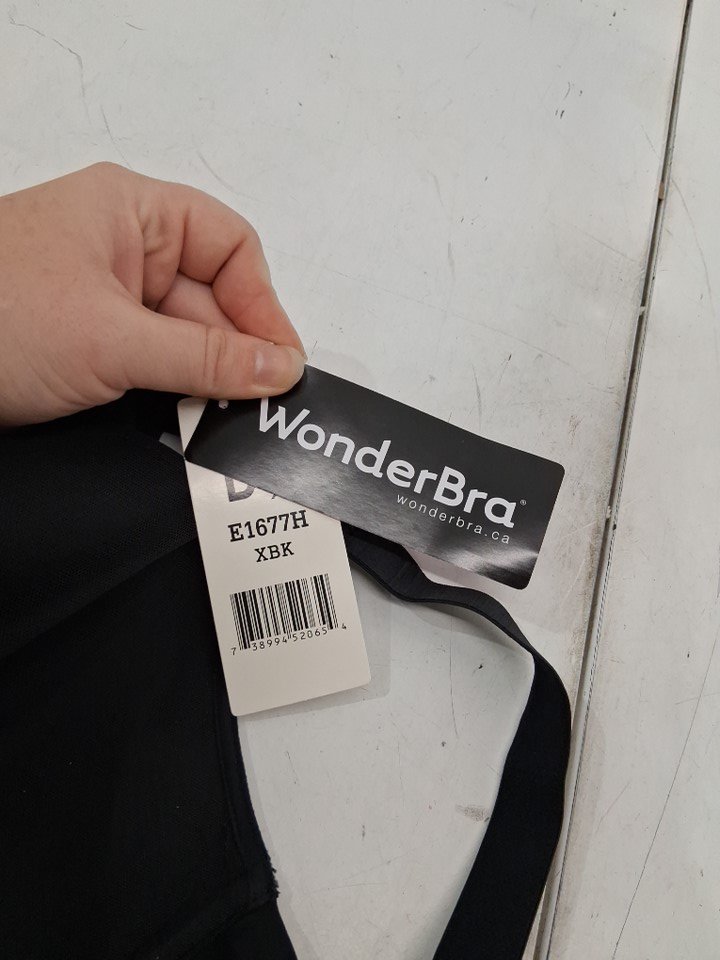 WonderBra®
wonderbra.ca
D
E1677H
XBK
7 38994 52065 4